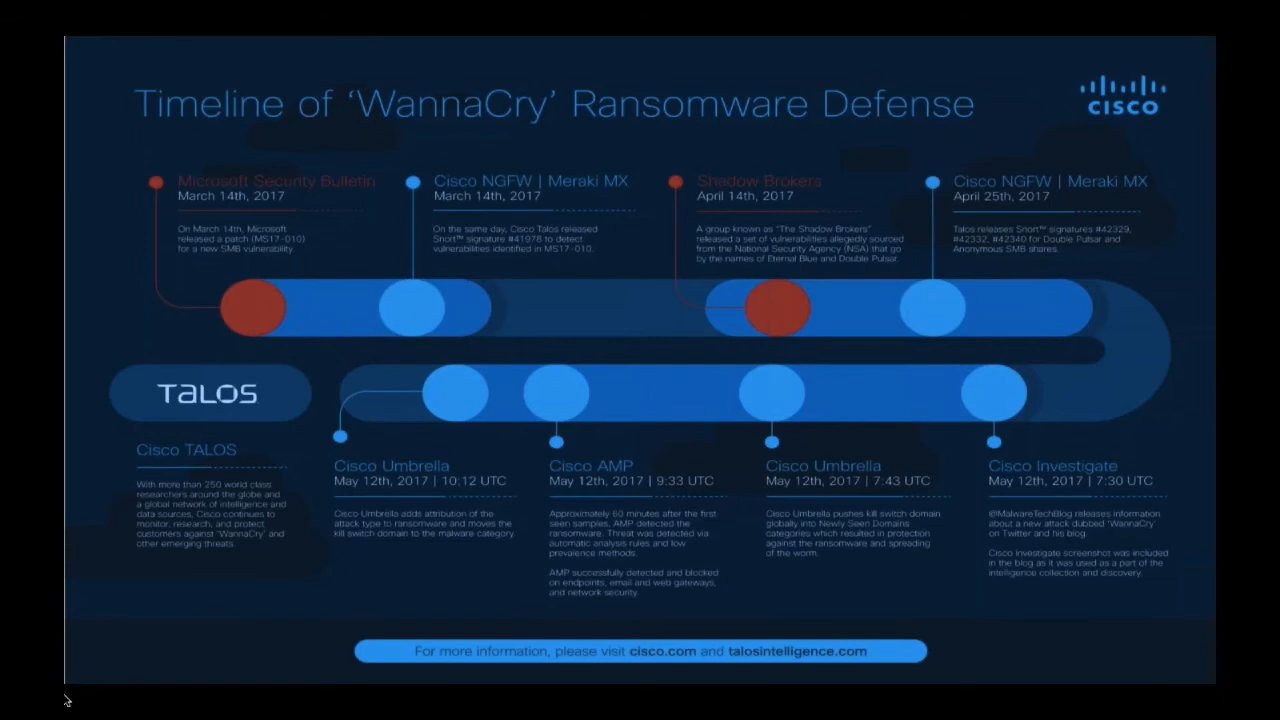 Timeline of ‘WannaCry’ Ransomware Defense
CISCO
Microsoft Security Bulletin
March 14th, 2017
On March 14th, Microsoft
released a patch (MS17-010)
for a new SMB vulnerability.
Cisco NGFW | Meraki MX
March 14th, 2017
On the same day, Cisco Talos released
Snort™ signature #41978 to detect
vulnerabilities identified in MS17-010.
Shadow Brokers
April 14th, 2017
A group known as “The Shadow Brokers”
released a set of vulnerabilities allegedly sourced
from the National Security Agency (NSA) that go
by the names of Eternal Blue and Double Pulsar.
Cisco NGFW | Meraki MX
April 25th, 2017
Talos releases Snort™ signatures #42329,
#42332, #42340 for Double Pulsar and
Anonymous SMB shares.
TALOS
Cisco TALOS
With more than 250 world class
researchers around the globe and
a global network of intelligence and
data sources, Cisco continues to
monitor, research, and protect
customers against ‘WannaCry’ and
other emerging threats.
Cisco Umbrella
May 12th, 2017 | 10:12 UTC
Cisco Umbrella adds attribution of the
attack type to ransomware and moves the
kill switch domain to the malware category.
Cisco AMP
May 12th, 2017 | 9:33 UTC
Approximately 60 minutes after the first
seen samples, AMP detected the
ransomware. Threat was detected via
automatic analysis rules and low
prevalence methods.
AMP successfully detected and blocked
on endpoints, email and web gateways,
and network security.
Cisco Umbrella
May 12th, 2017 | 7:43 UTC
Cisco Umbrella pushes kill switch domain
globally into Newly Seen Domains
categories which resulted in protection
against the ransomware and spreading
of the worm.
Cisco Investigate
May 12th, 2017 | 7:30 UTC
@MalwareTechBlog releases information
about a new attack dubbed ‘WannaCry’
on Twitter and his blog.
Cisco Investigate screenshot was included
in the blog as it was used as a part of the
intelligence collection and discovery.
For more information, please visit cisco.com and talosintelligence.com